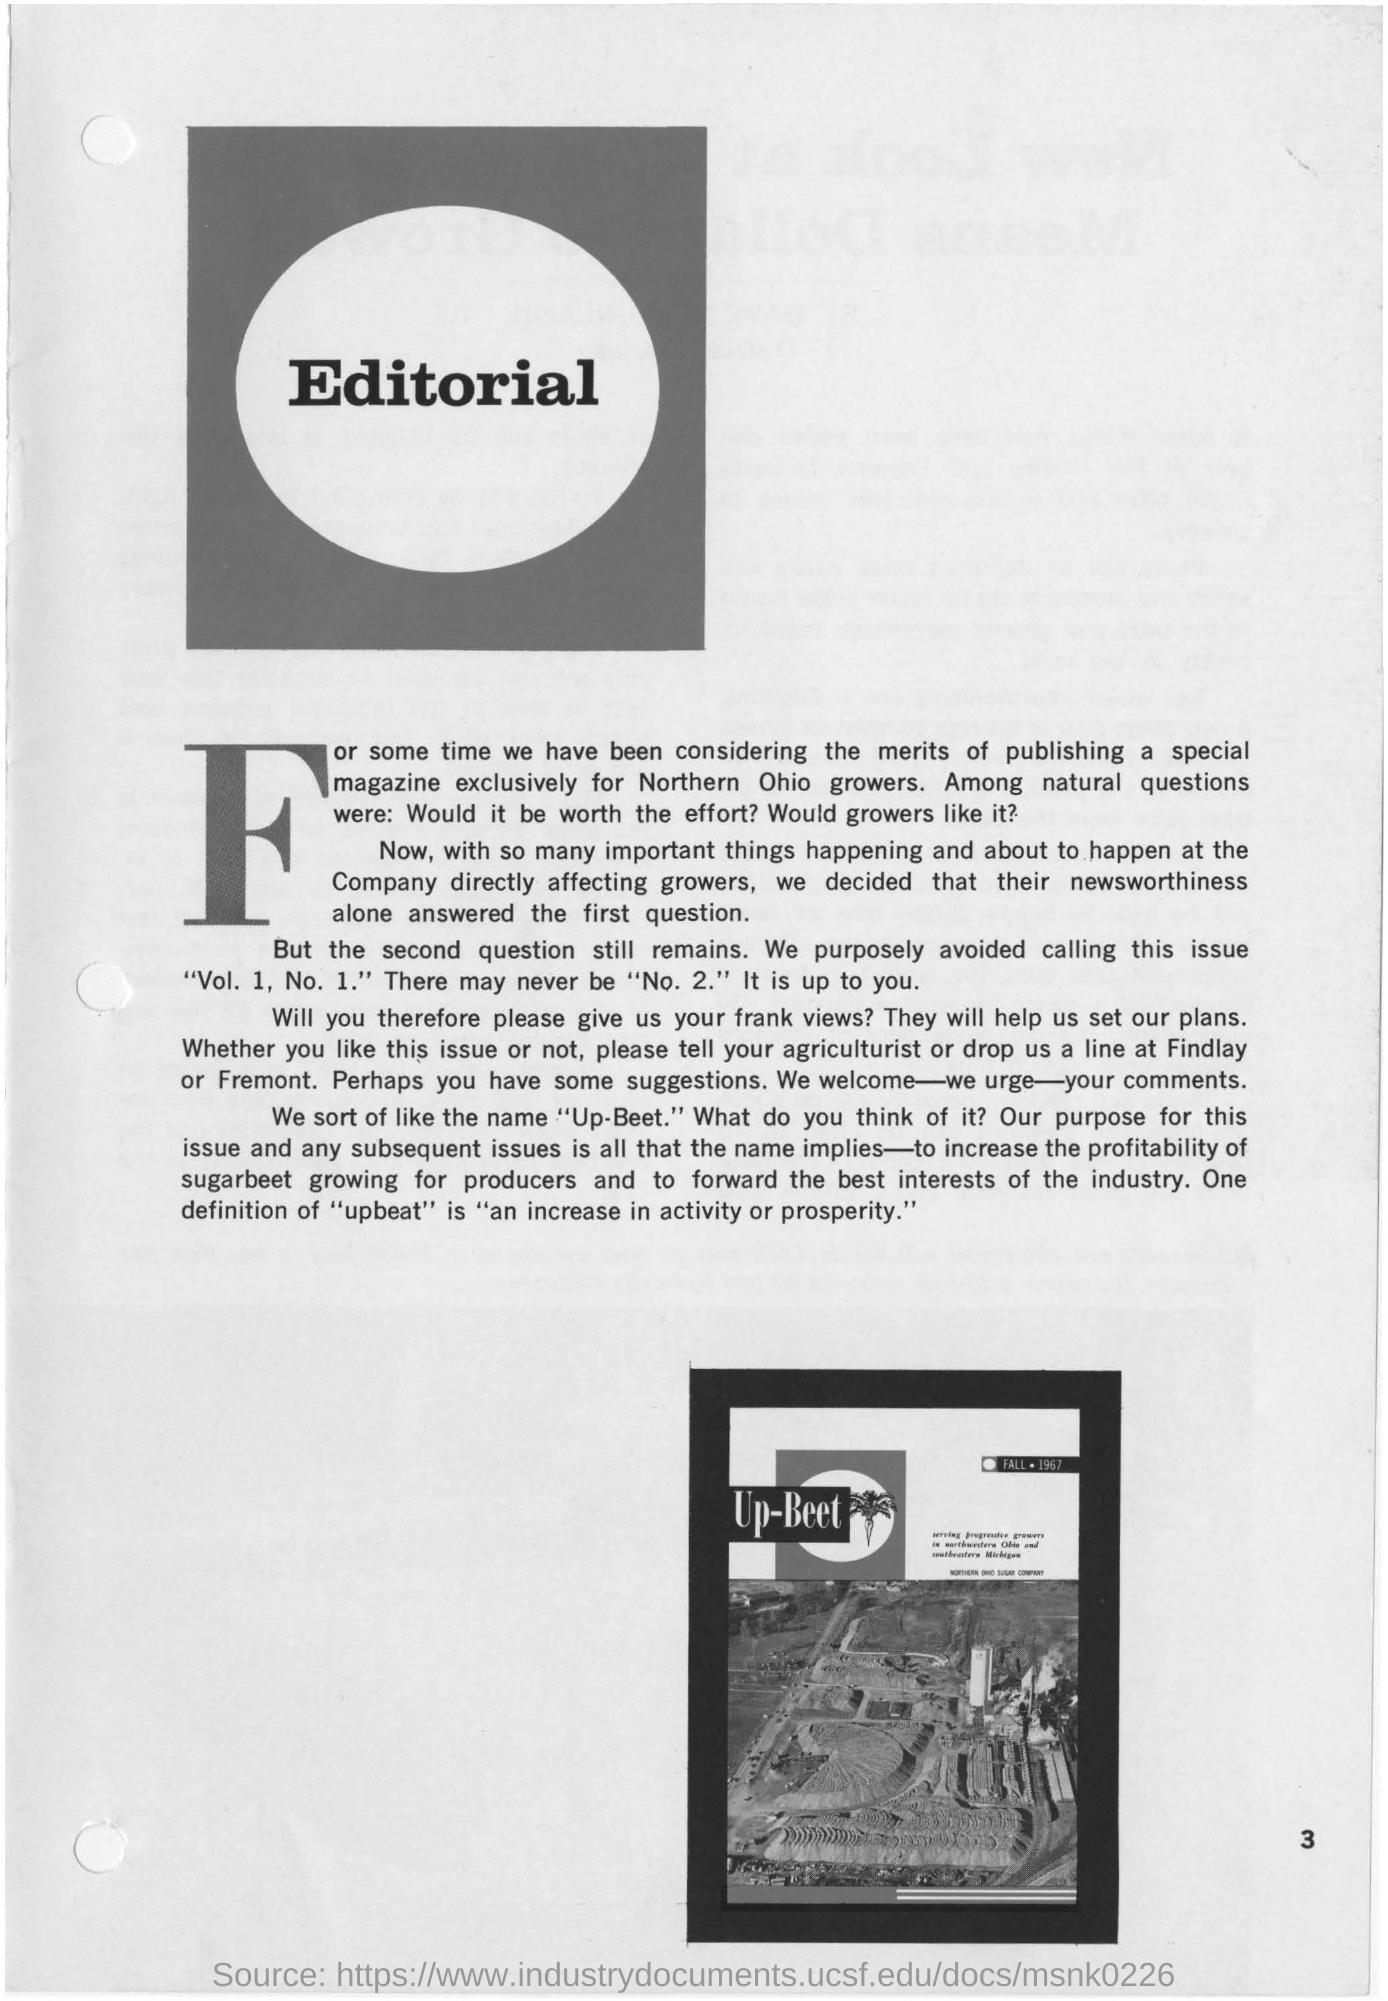 Editorial
For some time we have been considering the merits of publishing a special
magazine exclusively for Northern Ohio growers. Among natural questions
were: Would it be worth the effort? Would growers like it?
Now, with so many important things happening and about to happen at the
Company directly affecting growers, we decided that their newsworthiness
alone answered the first question.
But the second question still remains. We purposely avoided calling this issue
"Vol. 1, No. 1." There may never be "No. 2." It is up to you.
Will you therefore please give us your frank views? They will help us set our plans.
Whether you like this issue or not, please tell your agriculturist or drop us a line at Findlay
or Fremont. Perhaps you have some suggestions. We welcome—we urge—your comments.
We sort of like the name "Up-Beet." What do you think of it? Our purpose for this
issue and any subsequent issues is all that the name implies—to increase the profitability of
sugarbeet growing for producers and to forward the best interests of the industry. One
definition of "upbeat" is "an increase in activity or prosperity."
FALL • 1967
Up-Beet
serving progressive growers
in northwestern Ohio and
southeastern Michigan
NORTHERN OHIO SUGAR COMPANY
3
Source: https://www.industrydocuments.ucsf.edu/docs/msnk0226